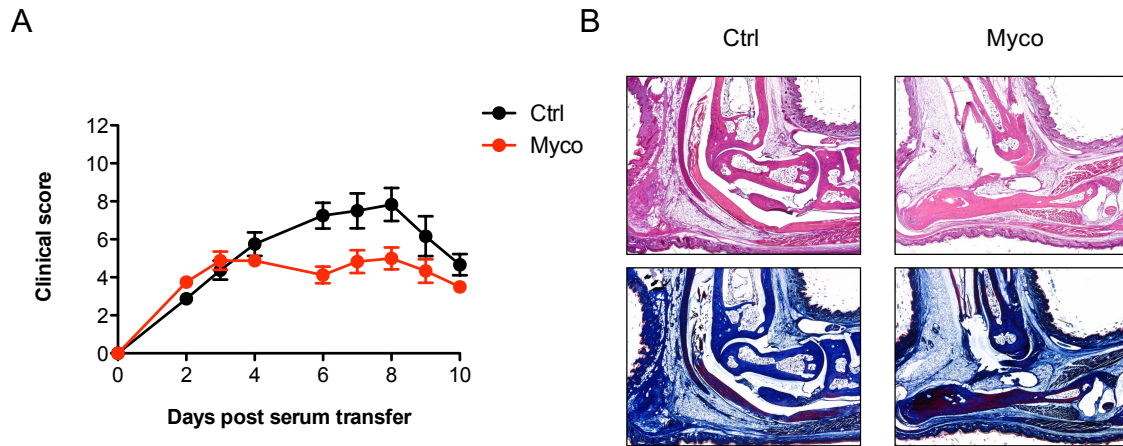 A
B
Ctrl
Myco
Ctrl
Myco
12
10
8
6
4
2
0
Clinical score
0 2 4 6 8 10
Days post serum transfer